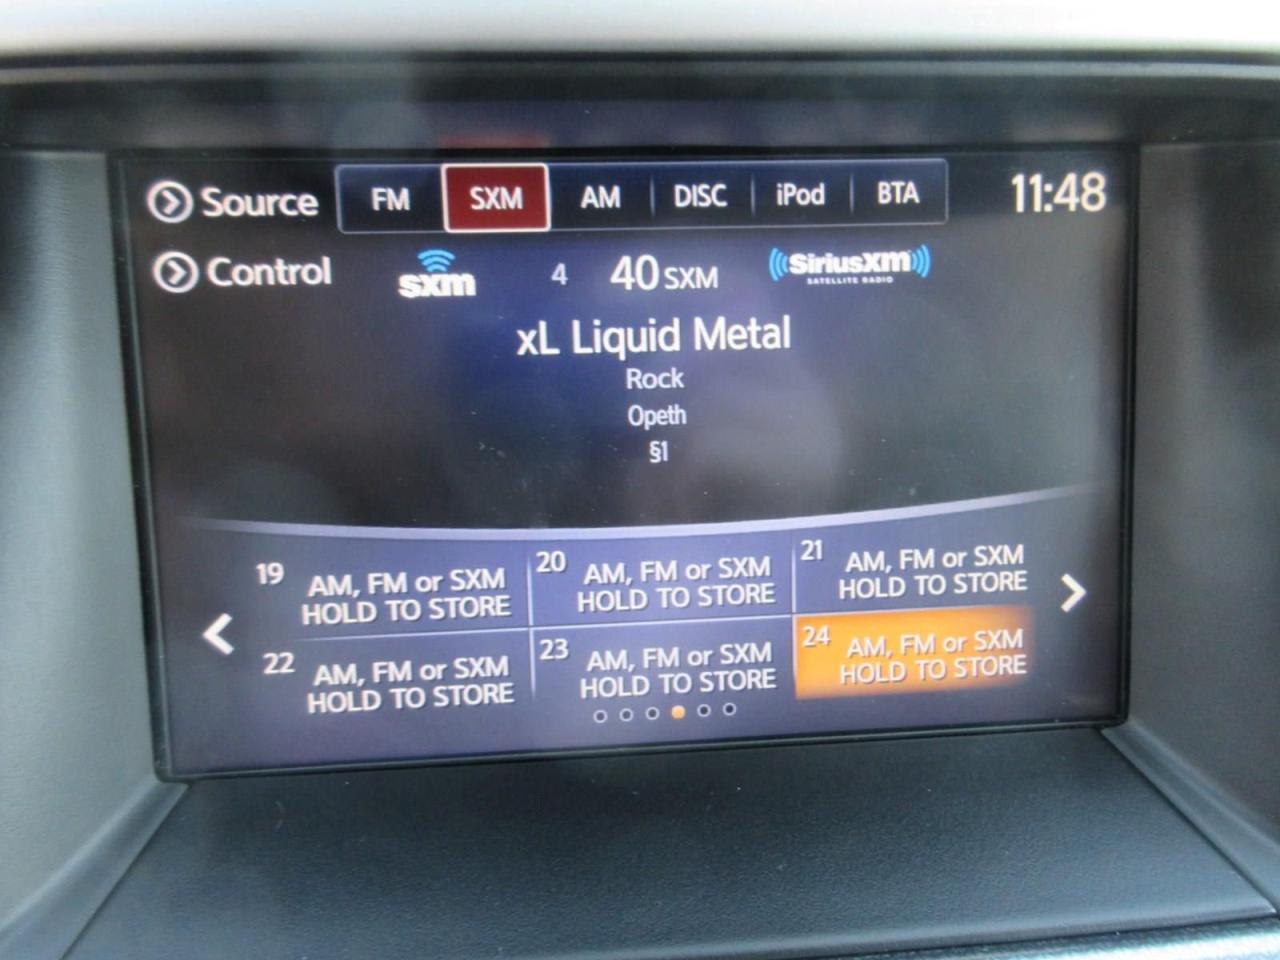 Source FM SXM AM DISC iPod BTA 11:48
Control sxm 4 40 SXM SiriusXM
SATELLITE RADIO
xL Liquid Metal
Rock
Opeth
§1
19 AM, FM or SXM
HOLD TO STORE
20 AM, FM or SXM
HOLD TO STORE
21 AM, FM or SXM
HOLD TO STORE
22 AM, FM or SXM
HOLD TO STORE
23 AM, FM or SXM
HOLD TO STORE
24 AM, FM or SXM
HOLD TO STORE